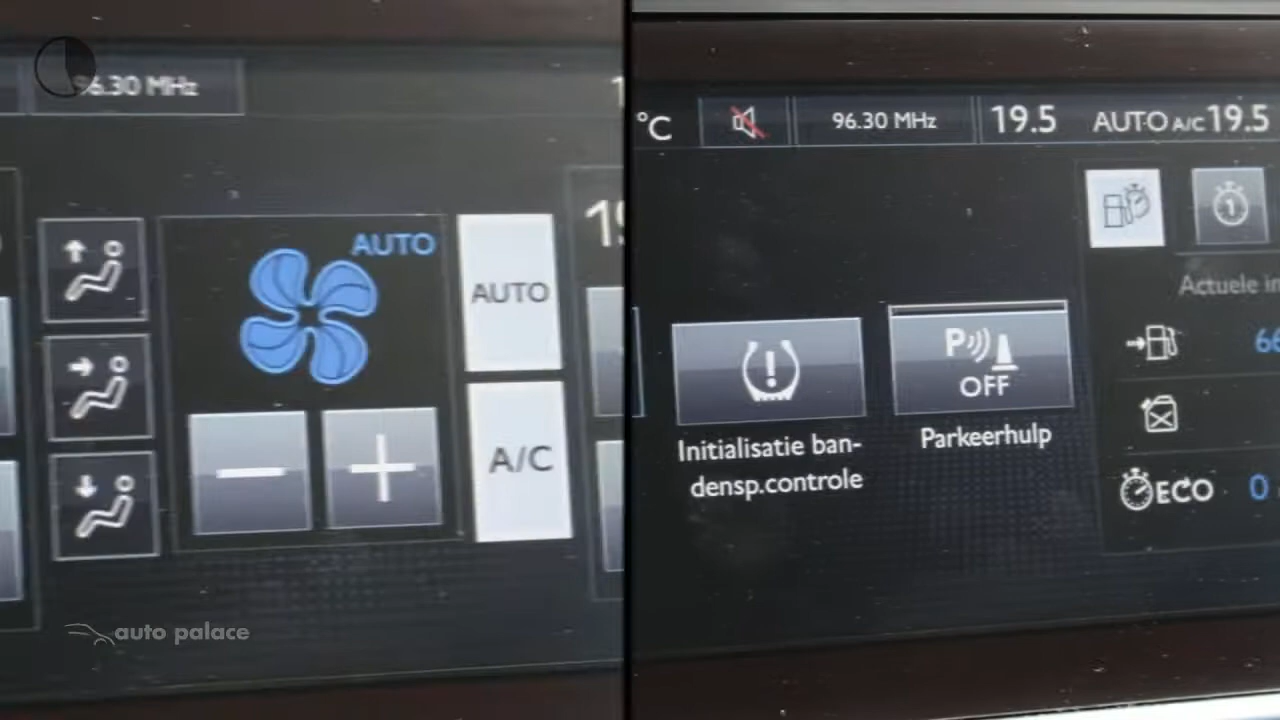 96.30 MHz
AUTO
AUTO
A/C
auto palace
°C
96.30 MHz
19.5
AUTO A/C 19.5
1
Actuele
P
OFF
Initialisatie ban-
densp.controle
Parkeerhulp
66
ECO
0